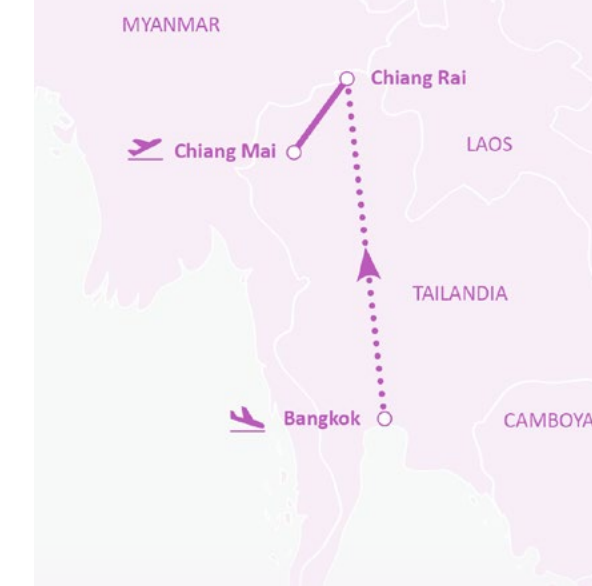 MYANMAR
Chiang Rai
Chiang Mai
LAOS
TAILANDIA
Bangkok
CAMBOYA